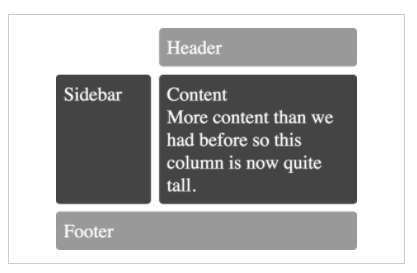 Header
Sidebar
Content
More content than we
had before so this
column is now quite
tall.
Footer